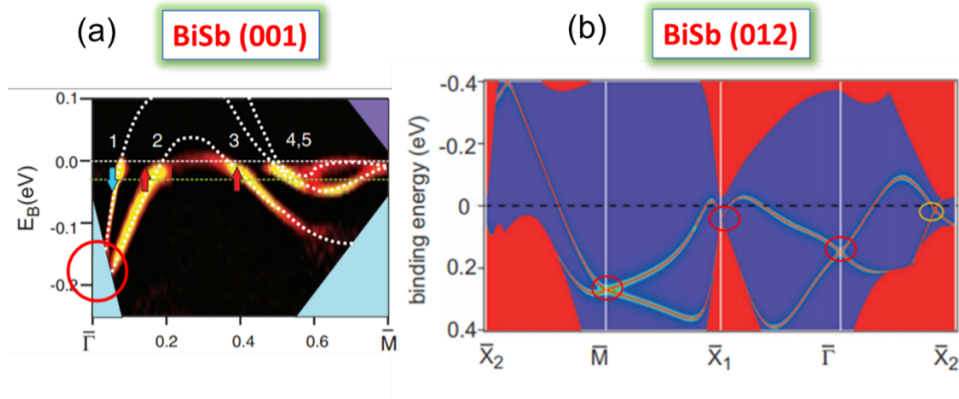 (a)
BiSb (001)
0.1
0.0
-0.1
-0.2
E_B(eV)
1
2
3
4,5
Γ̄
0.2
0.4
0.6
M̄
(b)
BiSb (012)
binding energy (eV)
-0.4
-0.2
0
0.2
0.4
X̄₂
M̄
X̄₁
Γ̄
X̄₂